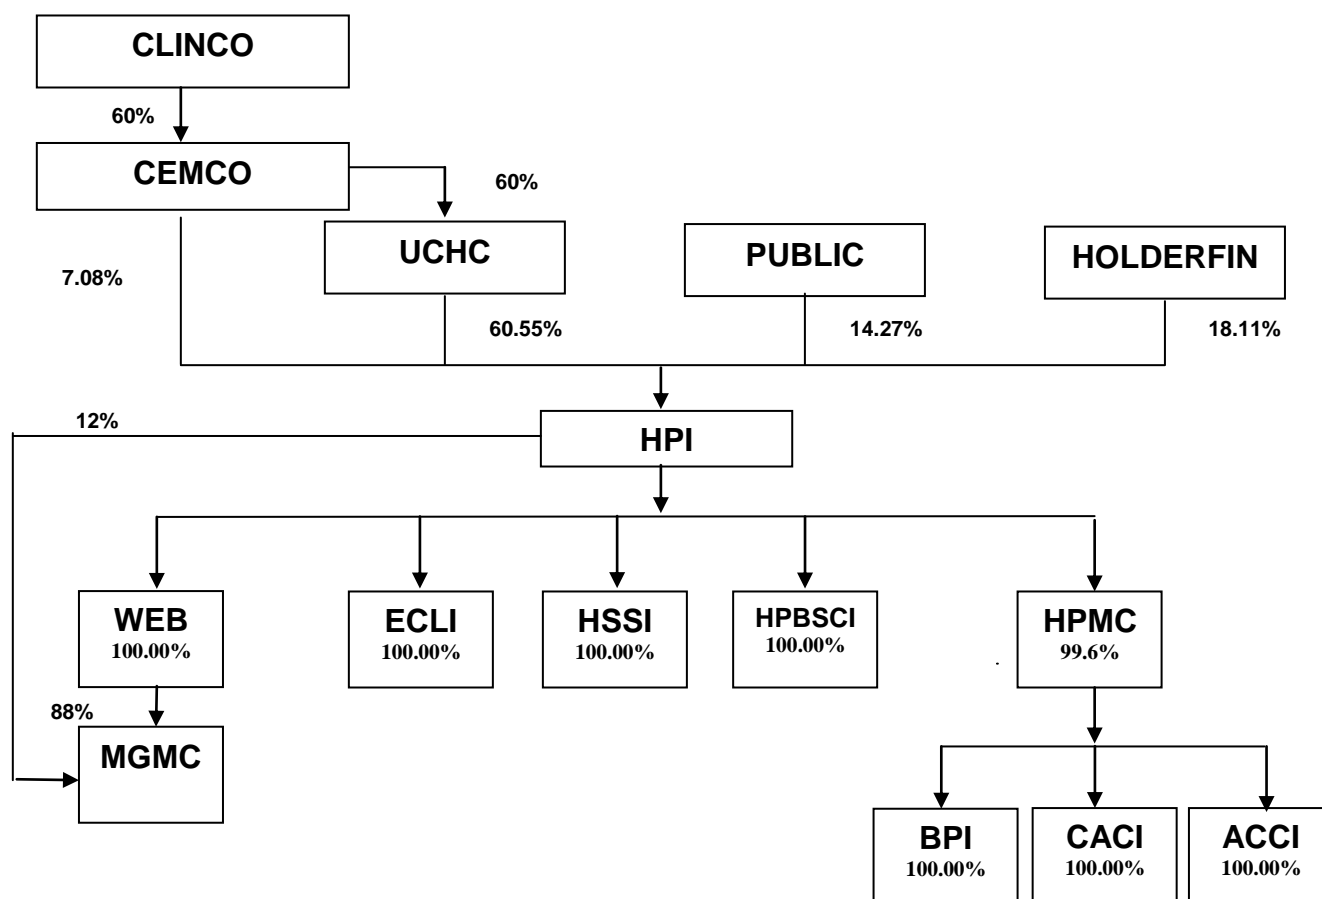 CLINCO
60%
CEMCO
60%
UCHC
PUBLIC
HOLDERFIN
7.08%
60.55%
14.27%
18.11%
12%
HPI
WEB
100.00%
ECLI
100.00%
HSSI
100.00%
HPBSCI
100.00%
HPMC
99.6%
88%
MGMC
BPI
100.00%
CACI
100.00%
ACCI
100.00%